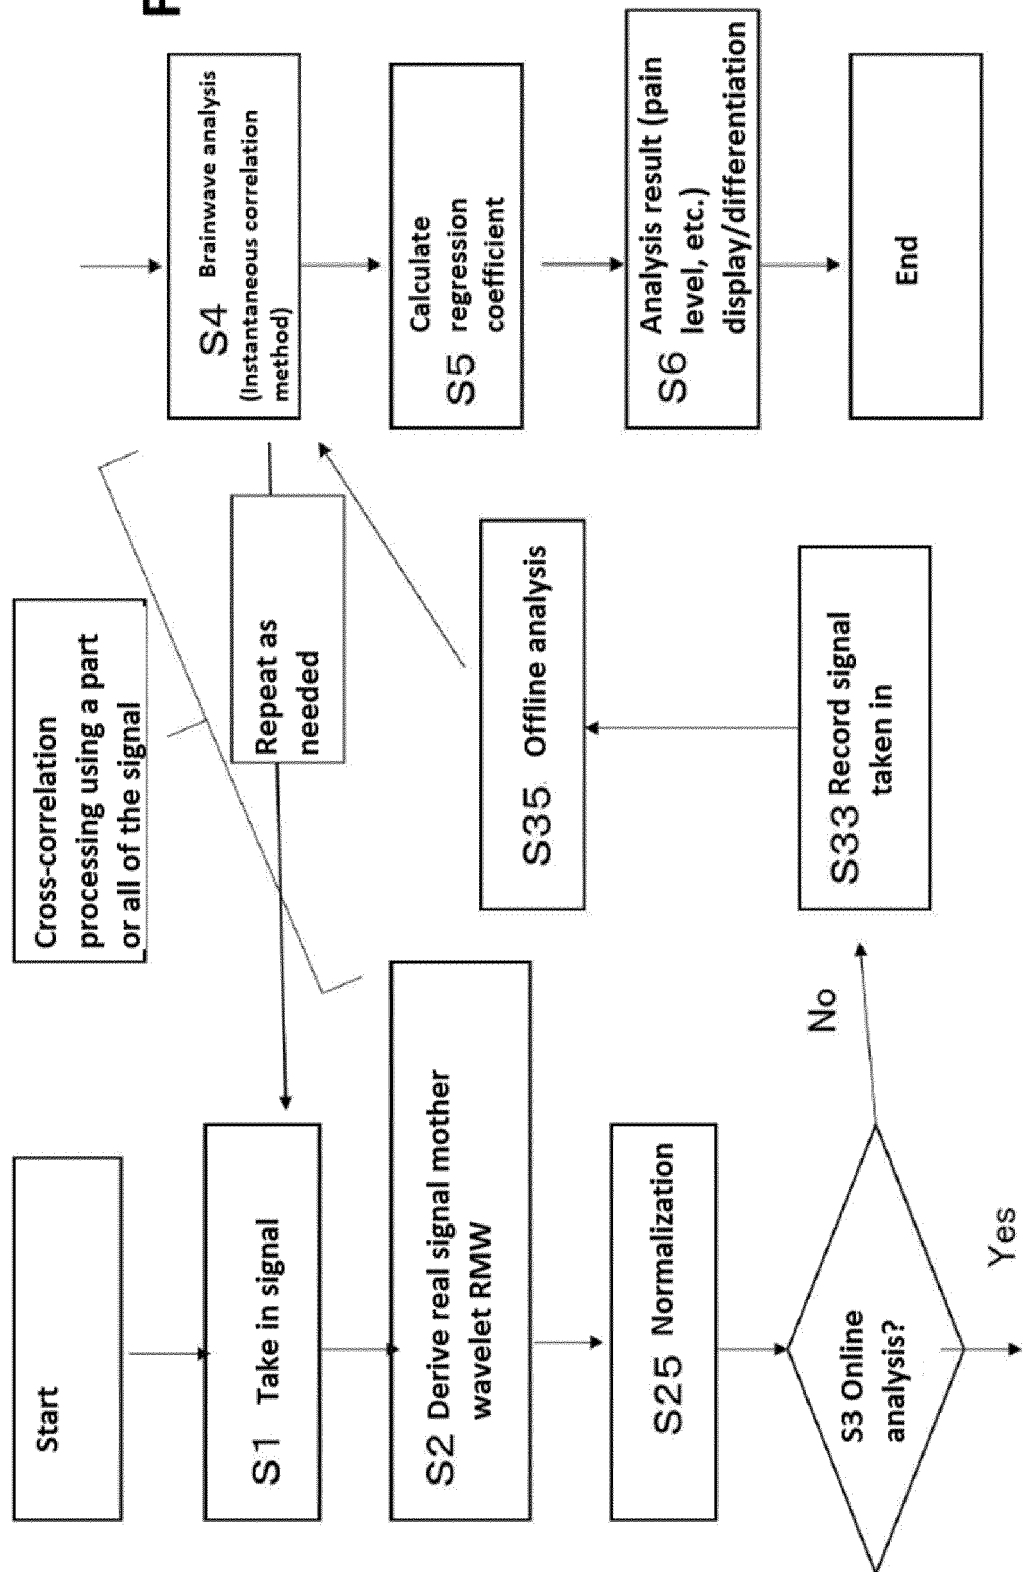 F
Start
S1 Take in signal
S2 Derive real signal mother
wavelet RMW
S25 Normalization
S3 Online
analysis?
Yes
No
Cross-correlation
processing using a part
or all of the signal
Repeat as
needed
S35 Offline analysis
S33 Record signal
taken in
S4 Brainwave analysis
(Instantaneous correlation
method)
Calculate
S5 regression
coefficient
Analysis result (pain
S6 level, etc.)
display/differentiation
End